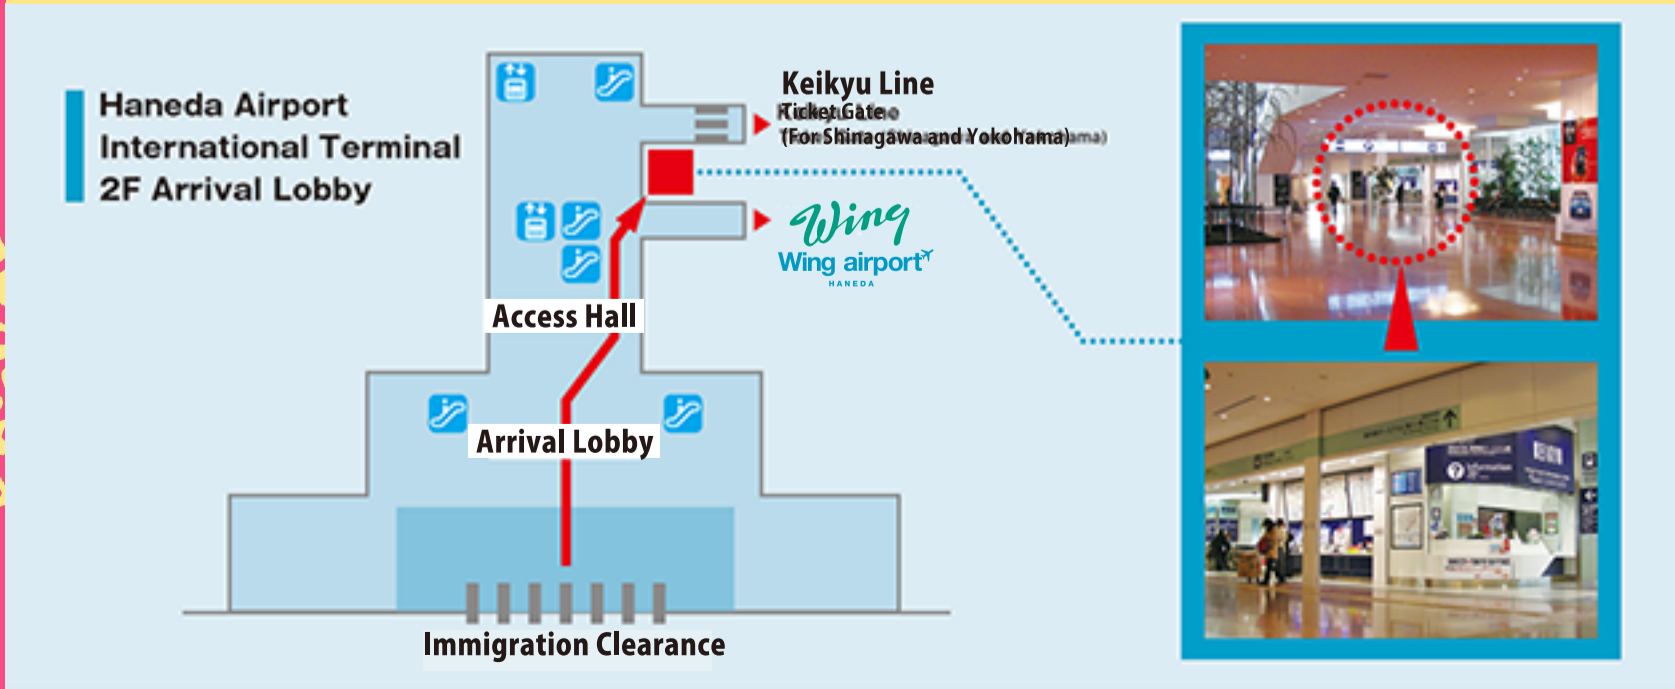 Haneda Airport
International Terminal
2F Arrival Lobby
Keikyu Line
Ticket Gate
(For Shinagawa and Yokohama)
Wing
Wing airport
HANEDA
Access Hall
Arrival Lobby
Immigration Clearance
Information